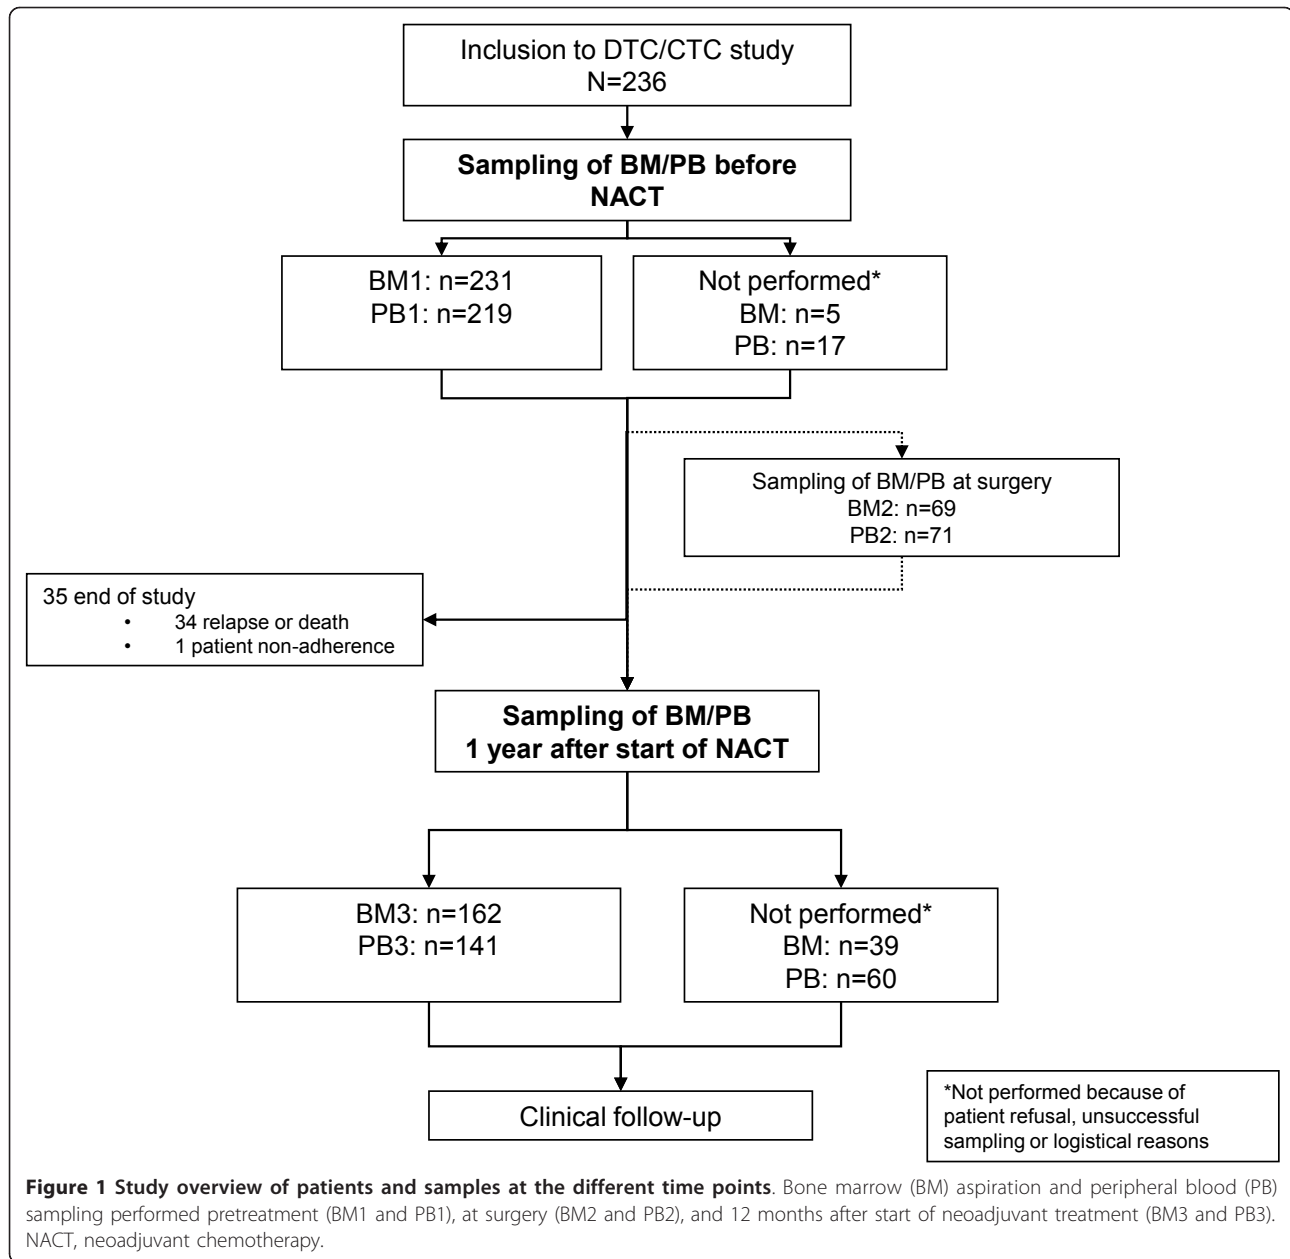 Inclusion to DTC/CTC study
N=236
Sampling of BM/PB before
NACT
BM1: n=231
PB1: n=219
Not performed*
BM: n=5
PB: n=17
Sampling of BM/PB at surgery
BM2: n=69
PB2: n=71
35 end of study
• 34 relapse or death
• 1 patient non-adherence
Sampling of BM/PB
1 year after start of NACT
BM3: n=162
PB3: n=141
Not performed*
BM: n=39
PB: n=60
Clinical follow-up
*Not performed because of
patient refusal, unsuccessful
sampling or logistical reasons
Figure 1 Study overview of patients and samples at the different time points. Bone marrow (BM) aspiration and peripheral blood (PB)
sampling performed pretreatment (BM1 and PB1), at surgery (BM2 and PB2), and 12 months after start of neoadjuvant treatment (BM3 and PB3).
NACT, neoadjuvant chemotherapy.